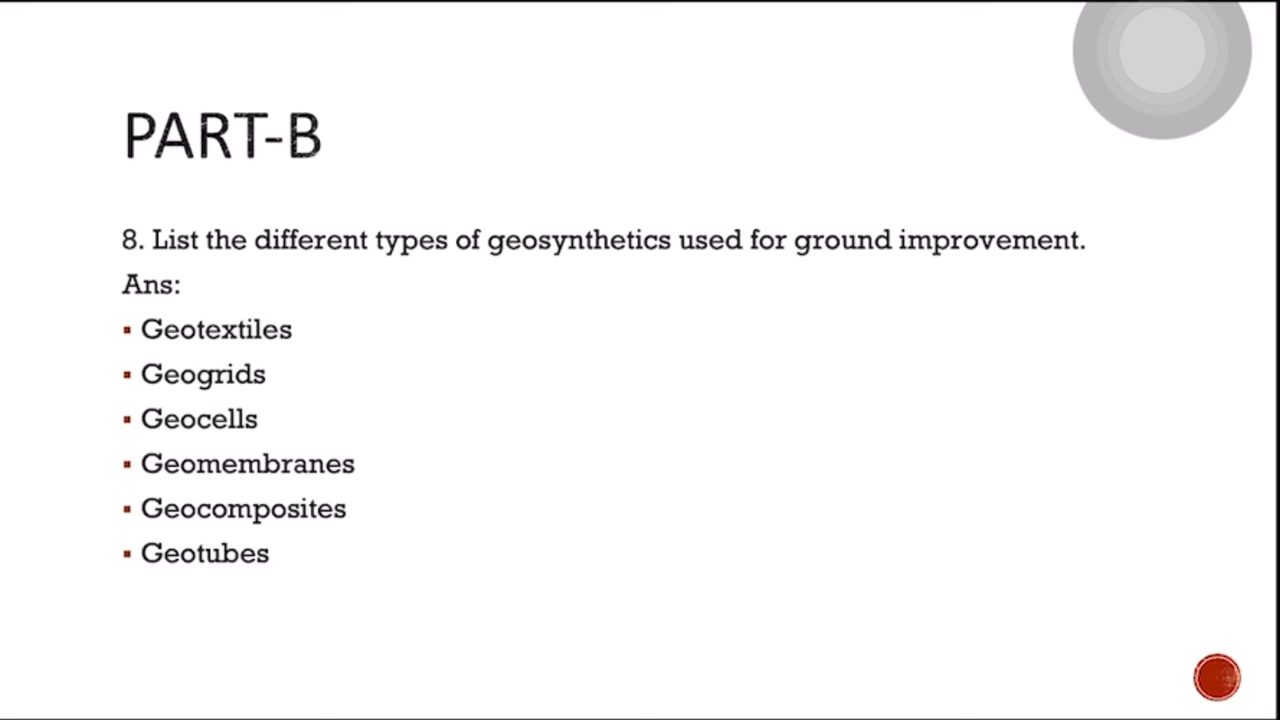 PART-B
8. List the different types of geosynthetics used for ground improvement.
Ans:
▪ Geotextiles
▪ Geogrids
▪ Geocells
▪ Geomembranes
▪ Geocomposites
▪ Geotubes